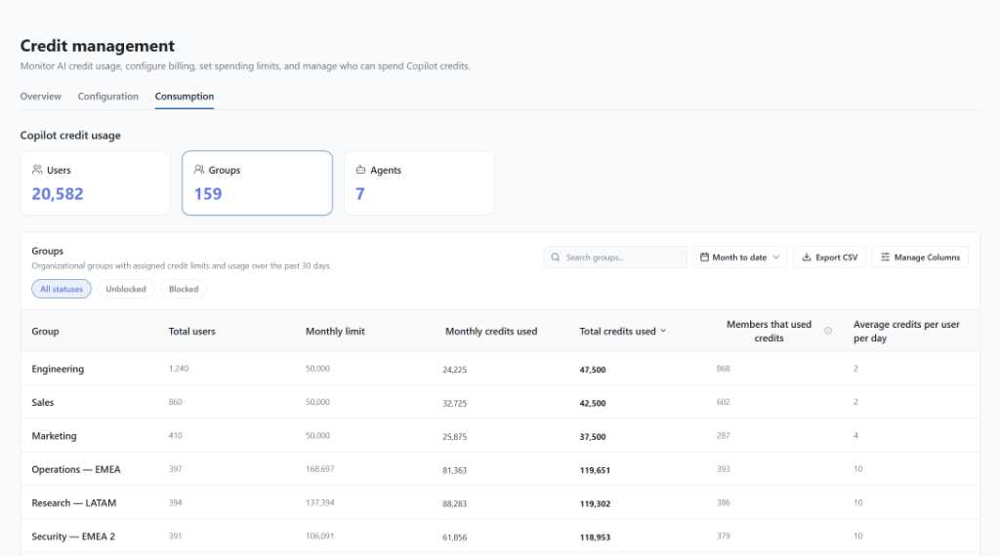 Credit management
Monitor AI credit usage, configure billing, set spending limits, and manage who can spend Copilot credits.
Overview Configuration Consumption
Copilot credit usage
Users Groups Agents
20,582 159 7
Groups
Organizational groups with assigned credit limits and usage over the past 30 days.
Search groups... Month to date Export CSV Manage Columns
All statuses Unblocked Blocked
Group Total users Monthly limit Monthly credits used Total credits used Members that used credits Average credits per user per day
Engineering 1,240 50,000 24,225 47,500 868 2
Sales 860 50,000 32,725 42,500 602 2
Marketing 410 50,000 25,875 37,500 287 4
Operations — EMEA 397 168,697 81,363 119,651 393 10
Research — LATAM 394 137,394 88,283 119,302 386 10
Security — EMEA 2 391 106,091 61,856 118,953 379 10